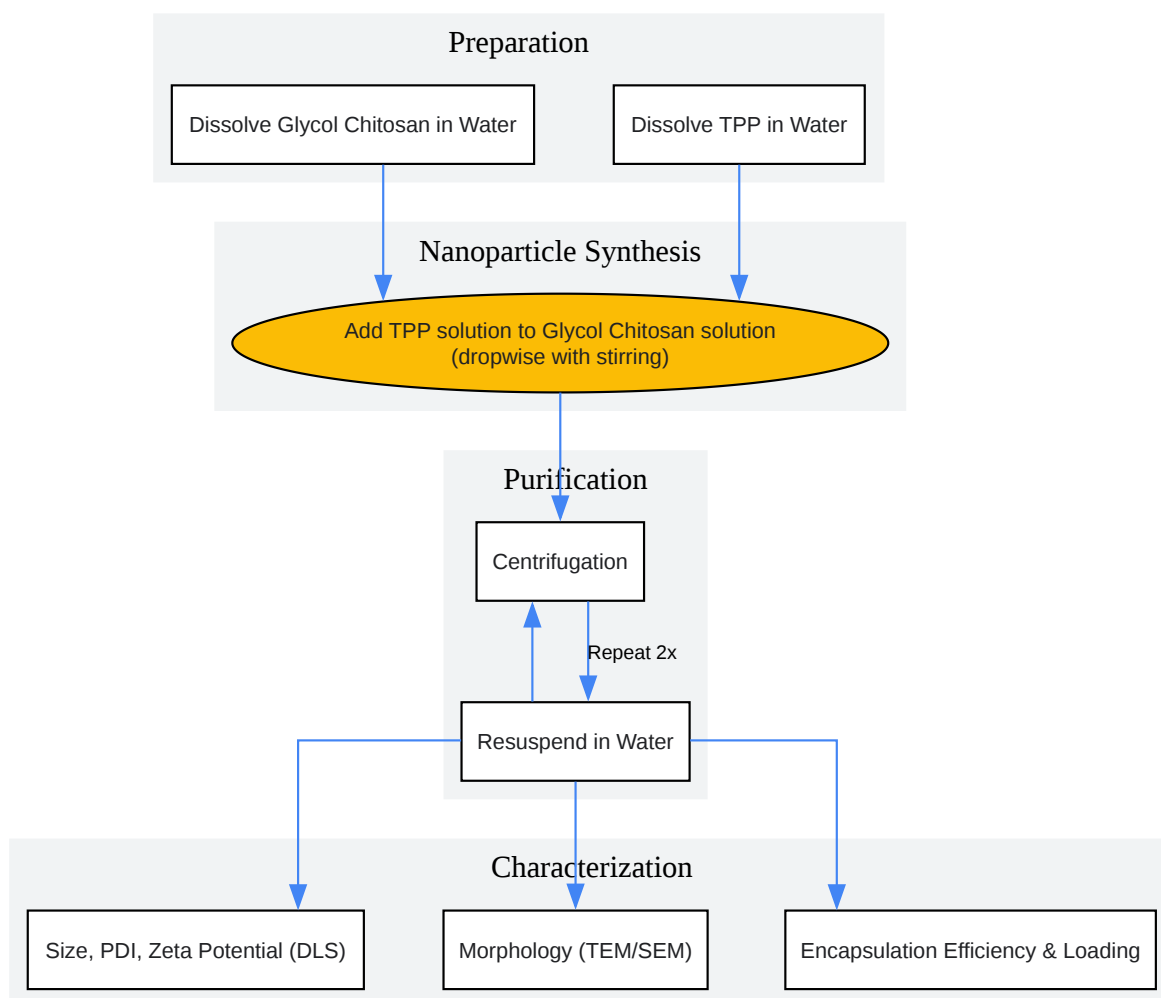 Preparation
Dissolve Glycol Chitosan in Water
Dissolve TPP in Water
Nanoparticle Synthesis
Add TPP solution to Glycol Chitosan solution
(dropwise with stirring)
Purification
Centrifugation
Repeat 2x
Resuspend in Water
Characterization
Size, PDI, Zeta Potential (DLS)
Morphology (TEM/SEM)
Encapsulation Efficiency & Loading